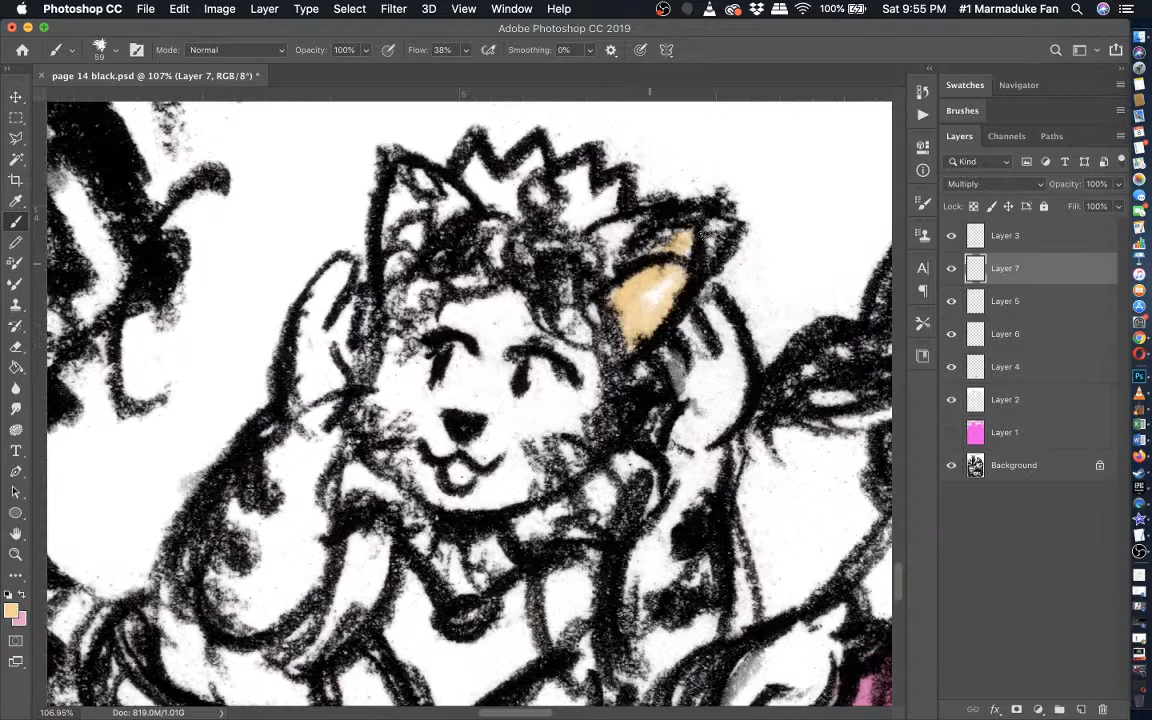 Photoshop CC File Edit Image Layer Type Select Filter 3D View Window Help 100% Sat 9:55 PM #1 Marmaduke Fan
Adobe Photoshop CC 2019
59 Mode: Normal Opacity: 100% Flow: 38% Smoothing: 0%
× page 14 black.psd @ 107% (Layer 7, RGB/8*) *
Swatches Navigator
Brushes
Layers Channels Paths
Kind
Multiply Opacity: 100%
Lock: Fill: 100%
Layer 3
Layer 7
Layer 5
Layer 6
Layer 4
Layer 2
Layer 1
Background
106.95% Doc: 819.0M/1.01G